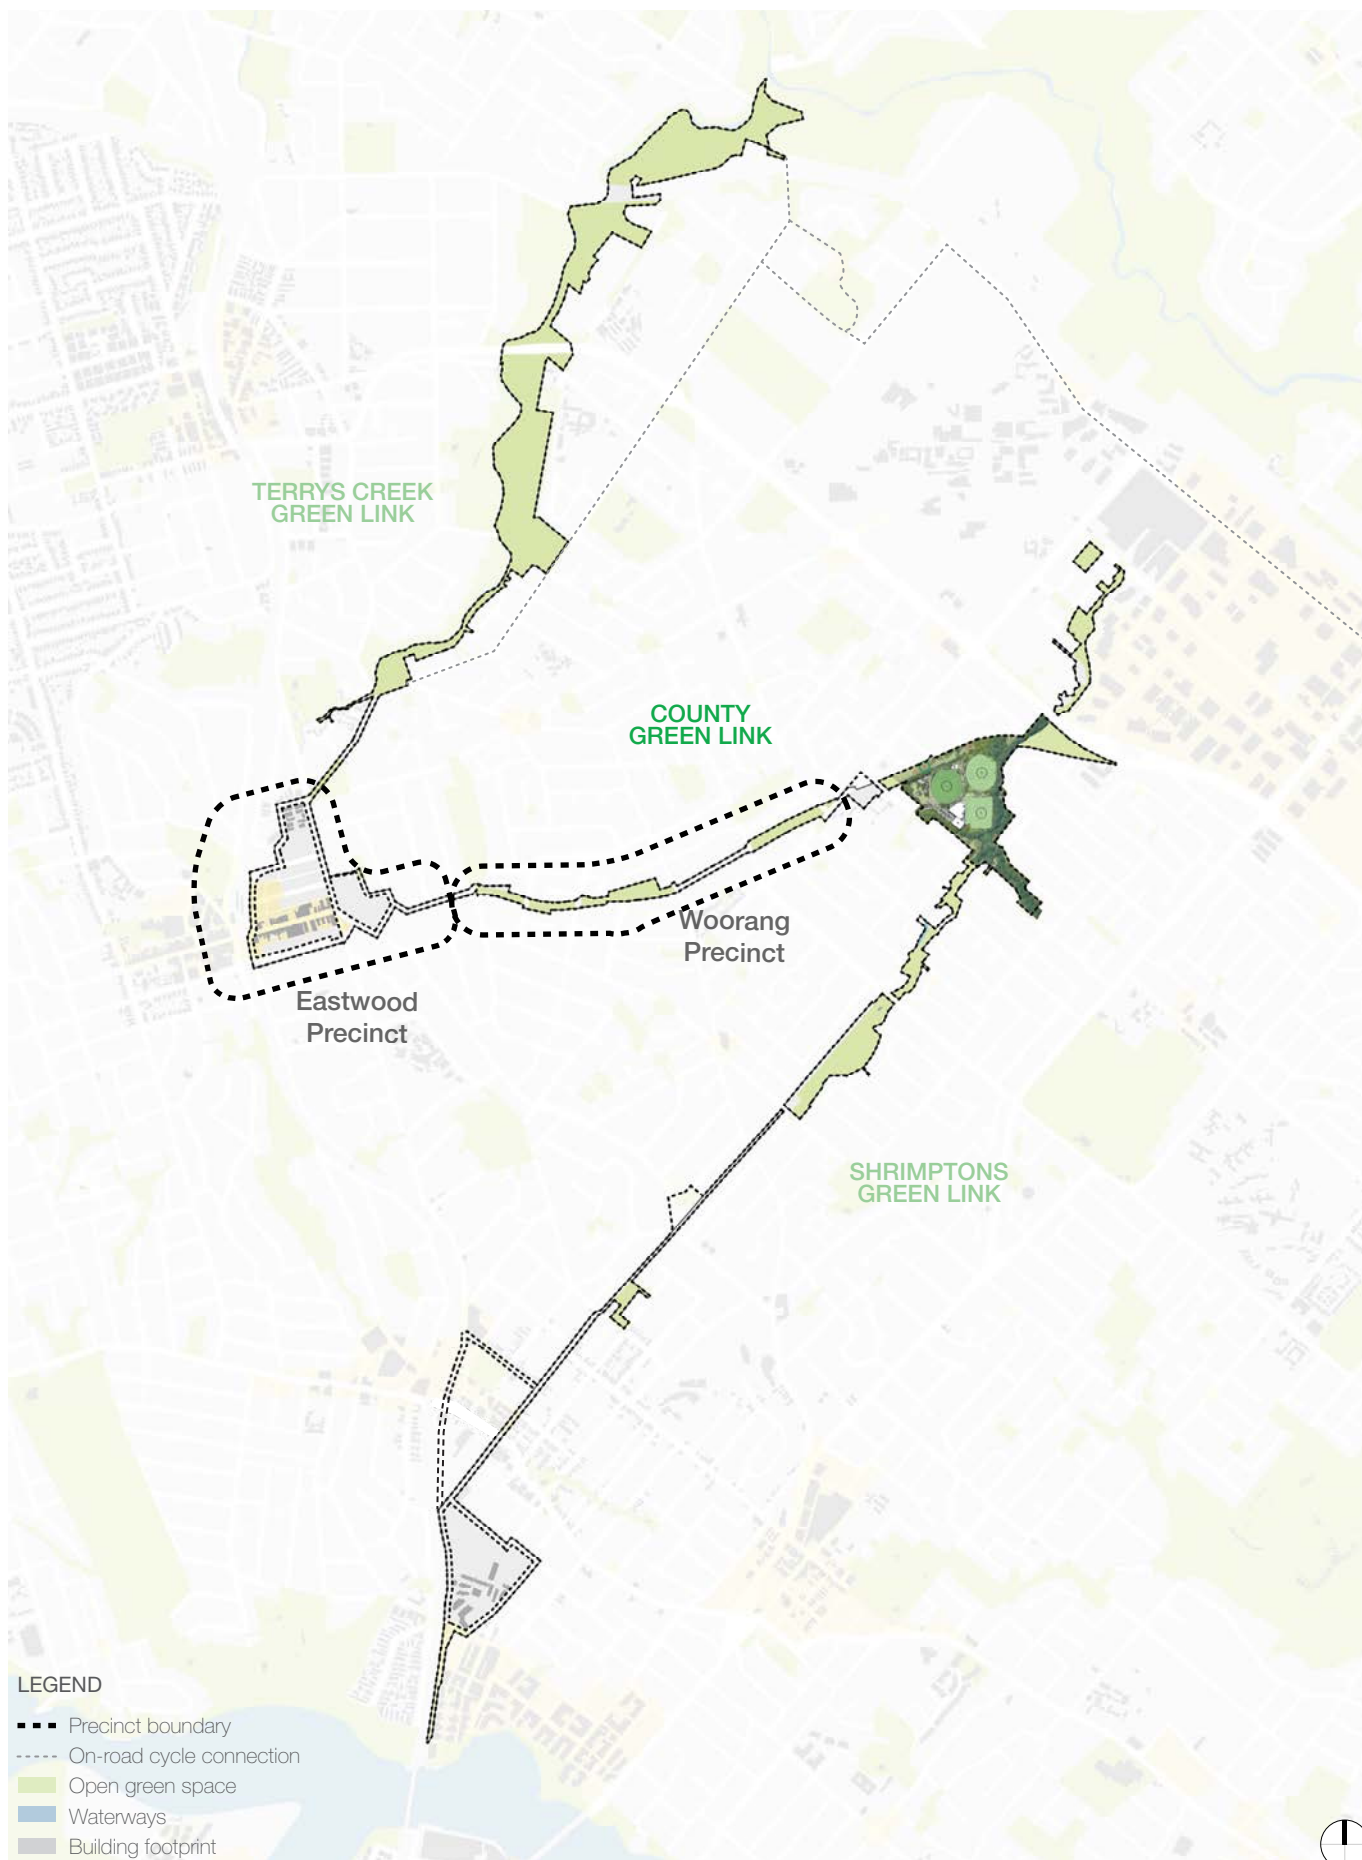 TERRYS CREEK
GREEN LINK
COUNTY
GREEN LINK
Woorang
Precinct
Eastwood
Precinct
SHRIMPTONS
GREEN LINK
LEGEND
Precinct boundary
On-road cycle connection
Open green space
Waterways
Building footprint